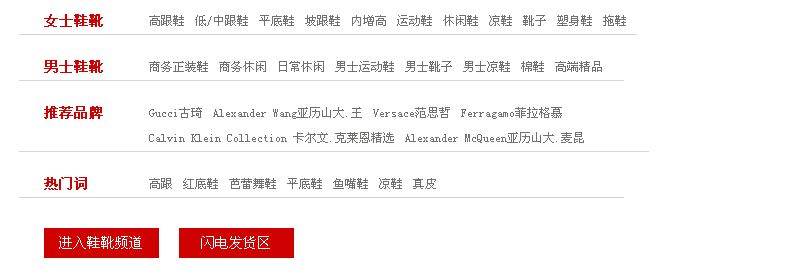 女士鞋靴 高跟鞋 低/中跟鞋 平底鞋 坡跟鞋 内增高 运动鞋 休闲鞋 凉鞋 靴子 塑身鞋 拖鞋
男士鞋靴 商务正装鞋 商务休闲 日常休闲 男士运动鞋 男士靴子 男士凉鞋 棉鞋 高端精品
推荐品牌 Gucci古琦 Alexander Wang亚历山大.王 Versace范思哲 Ferragamo菲拉格慕
Calvin Klein Collection 卡尔文.克莱恩精选 Alexander McQueen亚历山大.麦昆
热门词 高跟 红底鞋 芭蕾舞鞋 平底鞋 鱼嘴鞋 凉鞋 真皮
进入鞋靴频道 闪电发货区